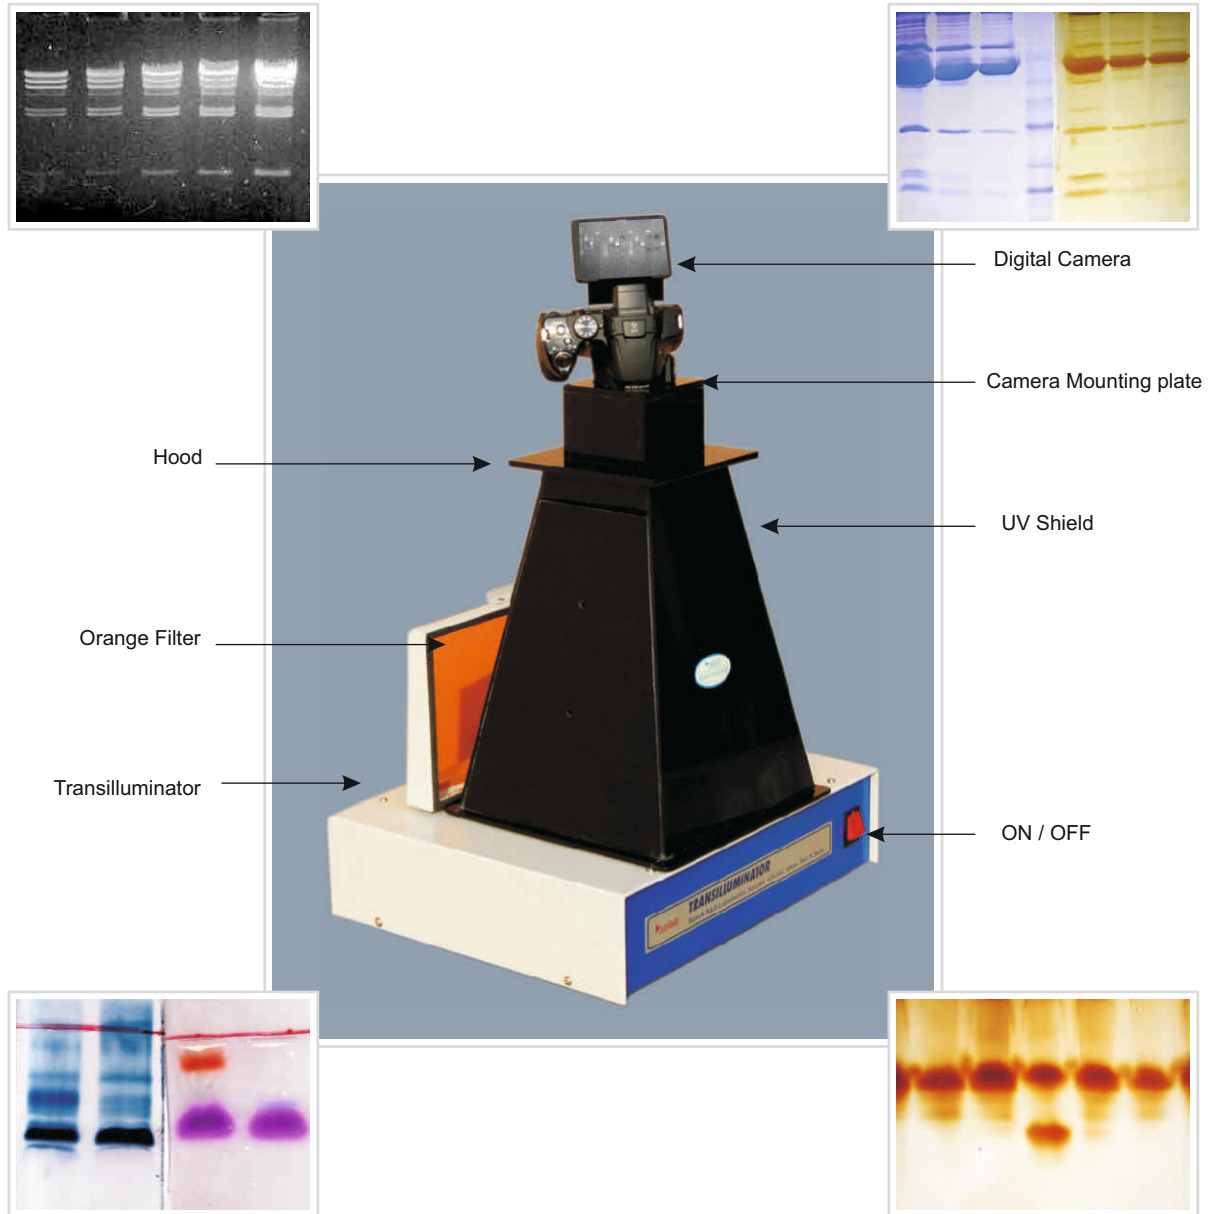 Digital Camera
Camera Mounting plate
Hood
UV Shield
Orange Filter
Transilluminator
ON / OFF
TRANSILLUMINATOR